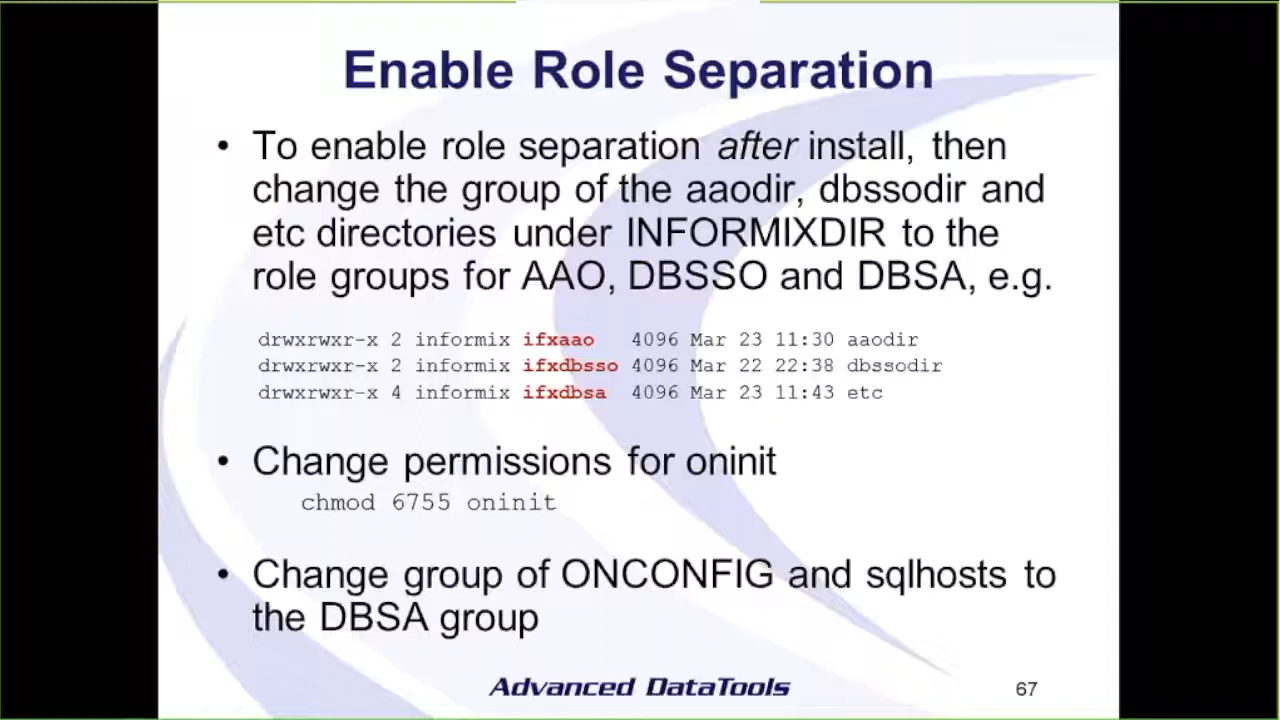 Enable Role Separation
• To enable role separation after install, then
change the group of the aaodir, dbssodir and
etc directories under INFORMIXDIR to the
role groups for AAO, DBSSO and DBSA, e.g.
drwxrwxr-x 2 informix ifxaao   4096 Mar 23 11:30 aaodir
drwxrwxr-x 2 informix ifxdbsso 4096 Mar 22 22:38 dbssodir
drwxrwxr-x 4 informix ifxdbsa  4096 Mar 23 11:43 etc
• Change permissions for oninit
chmod 6755 oninit
• Change group of ONCONFIG and sqlhosts to
the DBSA group
Advanced DataTools
67